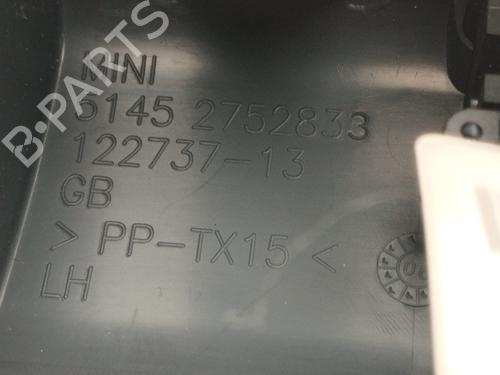 MINI
5145 2752833
122737-13
GB
> PP-TX15 <
LH
B-PARTS